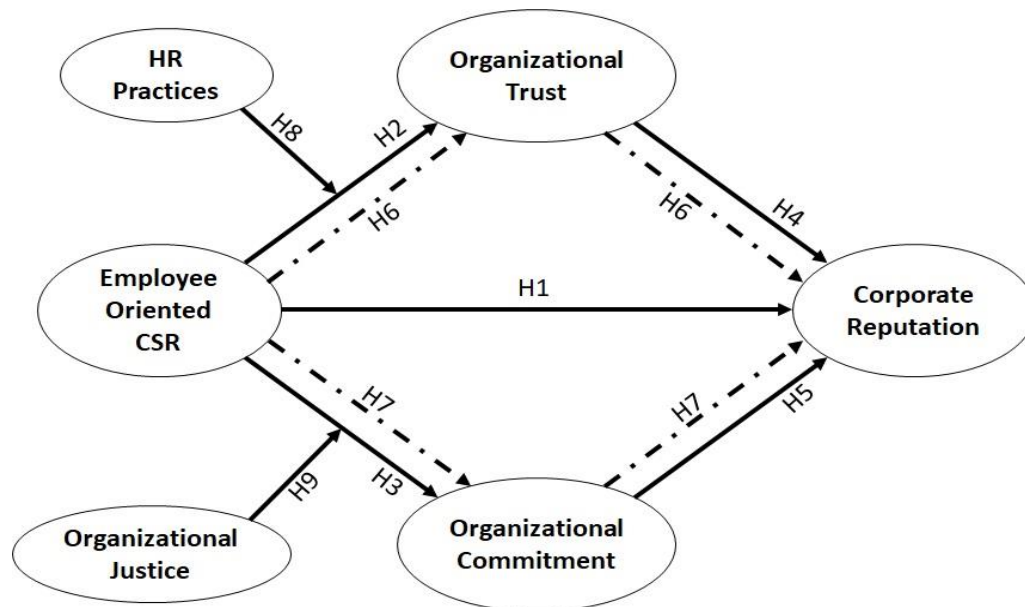 HR
Practices
Organizational
Trust
H8
H2
H6
H6
H4
Employee
Oriented
CSR
H1
Corporate
Reputation
H7
H3
H9
H7
H5
Organizational
Justice
Organizational
Commitment